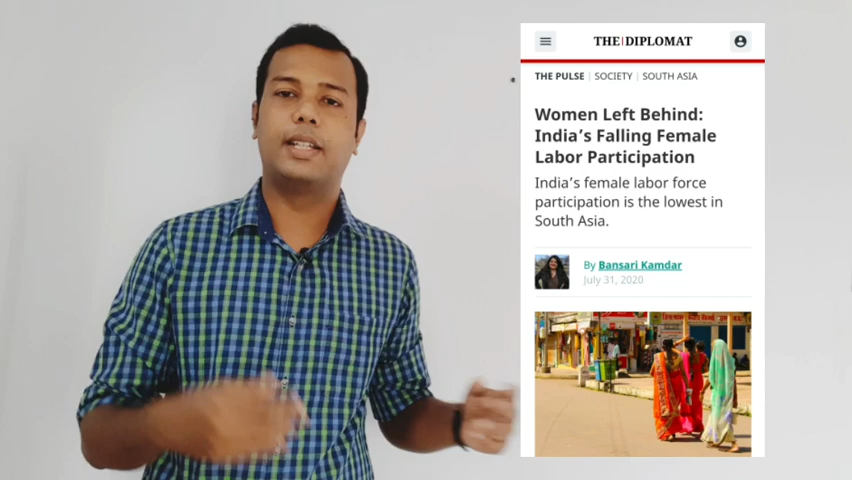 THE|DIPLOMAT
THE PULSE | SOCIETY | SOUTH ASIA
Women Left Behind:
India's Falling Female
Labor Participation
India's female labor force
participation is the lowest in
South Asia.
By Bansari Kamdar
July 31, 2020